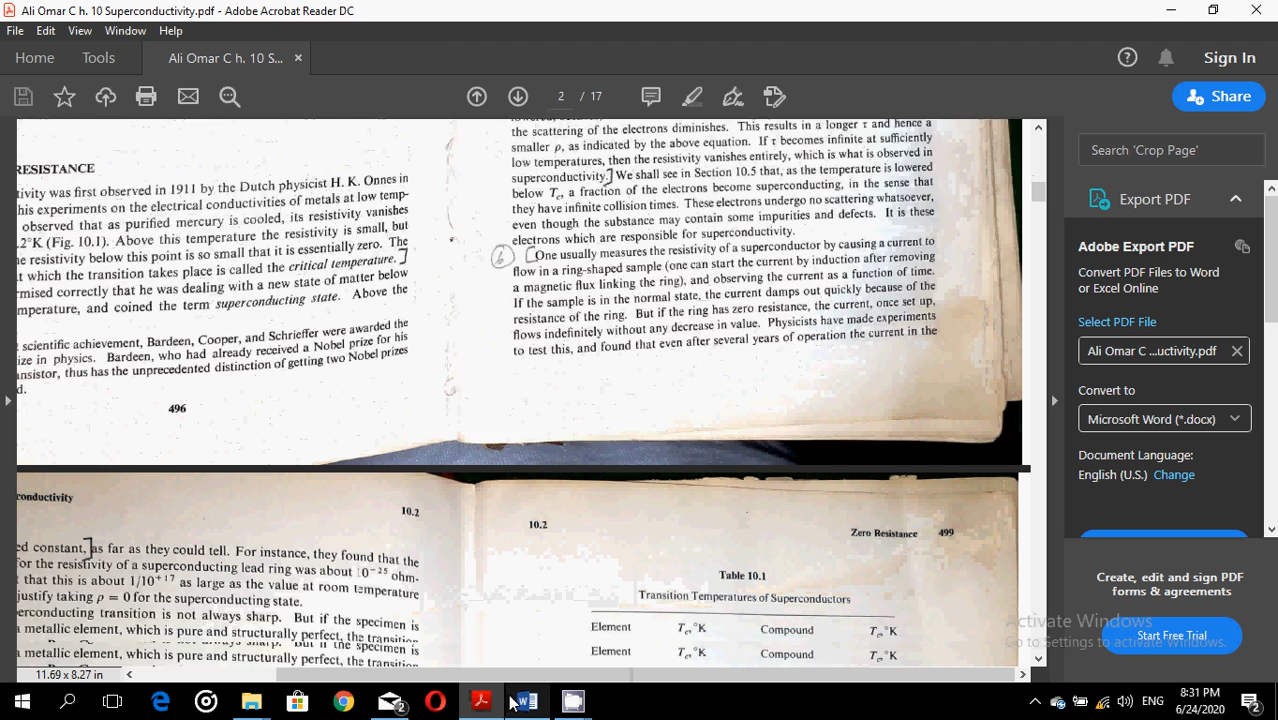 Ali Omar C h. 10 Superconductivity.pdf - Adobe Acrobat Reader DC
File Edit View Window Help
Home Tools Ali Omar C h. 10 S... × Sign In
2 / 17 Share
the scattering of the electrons diminishes. This results in a longer τ and hence a
smaller ρ, as indicated by the above equation. If τ becomes infinite at sufficiently
low temperatures, then the resistivity vanishes entirely, which is what is observed in
superconductivity.] We shall see in Section 10.5 that, as the temperature is lowered
below Tc, a fraction of the electrons become superconducting, in the sense that
they have infinite collision times. These electrons undergo no scattering whatsoever,
even though the substance may contain some impurities and defects. It is these
electrons which are responsible for superconductivity.
6 [One usually measures the resistivity of a superconductor by causing a current to
flow in a ring-shaped sample (one can start the current by induction after removing
a magnetic flux linking the ring), and observing the current as a function of time.
If the sample is in the normal state, the current damps out quickly because of the
resistance of the ring. But if the ring has zero resistance, the current, once set up,
flows indefinitely without any decrease in value. Physicists have made experiments
to test this, and found that even after several years of operation the current in the
RESISTANCE
tivity was first observed in 1911 by the Dutch physicist H. K. Onnes in
his experiments on the electrical conductivities of metals at low temp-
observed that as purified mercury is cooled, its resistivity vanishes
.2°K (Fig. 10.1). Above this temperature the resistivity is small, but
e resistivity below this point is so small that it is essentially zero. The
at which the transition takes place is called the critical temperature.]
rmised correctly that he was dealing with a new state of matter below
mperature, and coined the term superconducting state. Above the
scientific achievement, Bardeen, Cooper, and Schrieffer were awarded the
ize in physics. Bardeen, who had already received a Nobel prize for his
ansistor, thus has the unprecedented distinction of getting two Nobel prizes
d.
496
conductivity
10.2
ed constant,] as far as they could tell. For instance, they found that the
for the resistivity of a superconducting lead ring was about 10⁻²⁵ ohm-
that this is about 1/10⁺¹⁷ as large as the value at room temperature
justify taking ρ = 0 for the superconducting state.
perconducting transition is not always sharp. But if the specimen is
a metallic element, which is pure and structurally perfect, the transition
a metallic element, which is pure and structurally perfect, the transition
10.2
Zero Resistance 499
Table 10.1
Transition Temperatures of Superconductors
Element Tc,°K Compound Tc,°K
Element Tc,°K Compound Tc,°K
11.69 x 8.27 in
Search 'Crop Page'
Export PDF
Adobe Export PDF
Convert PDF Files to Word
or Excel Online
Select PDF File
Ali Omar C ...uctivity.pdf ×
Convert to
Microsoft Word (*.docx)
Document Language:
English (U.S.) Change
Create, edit and sign PDF
forms & agreements
Start Free Trial
Activate Windows
Go to Settings to activate Windows.
2
ENG
8:31 PM
6/24/2020
2